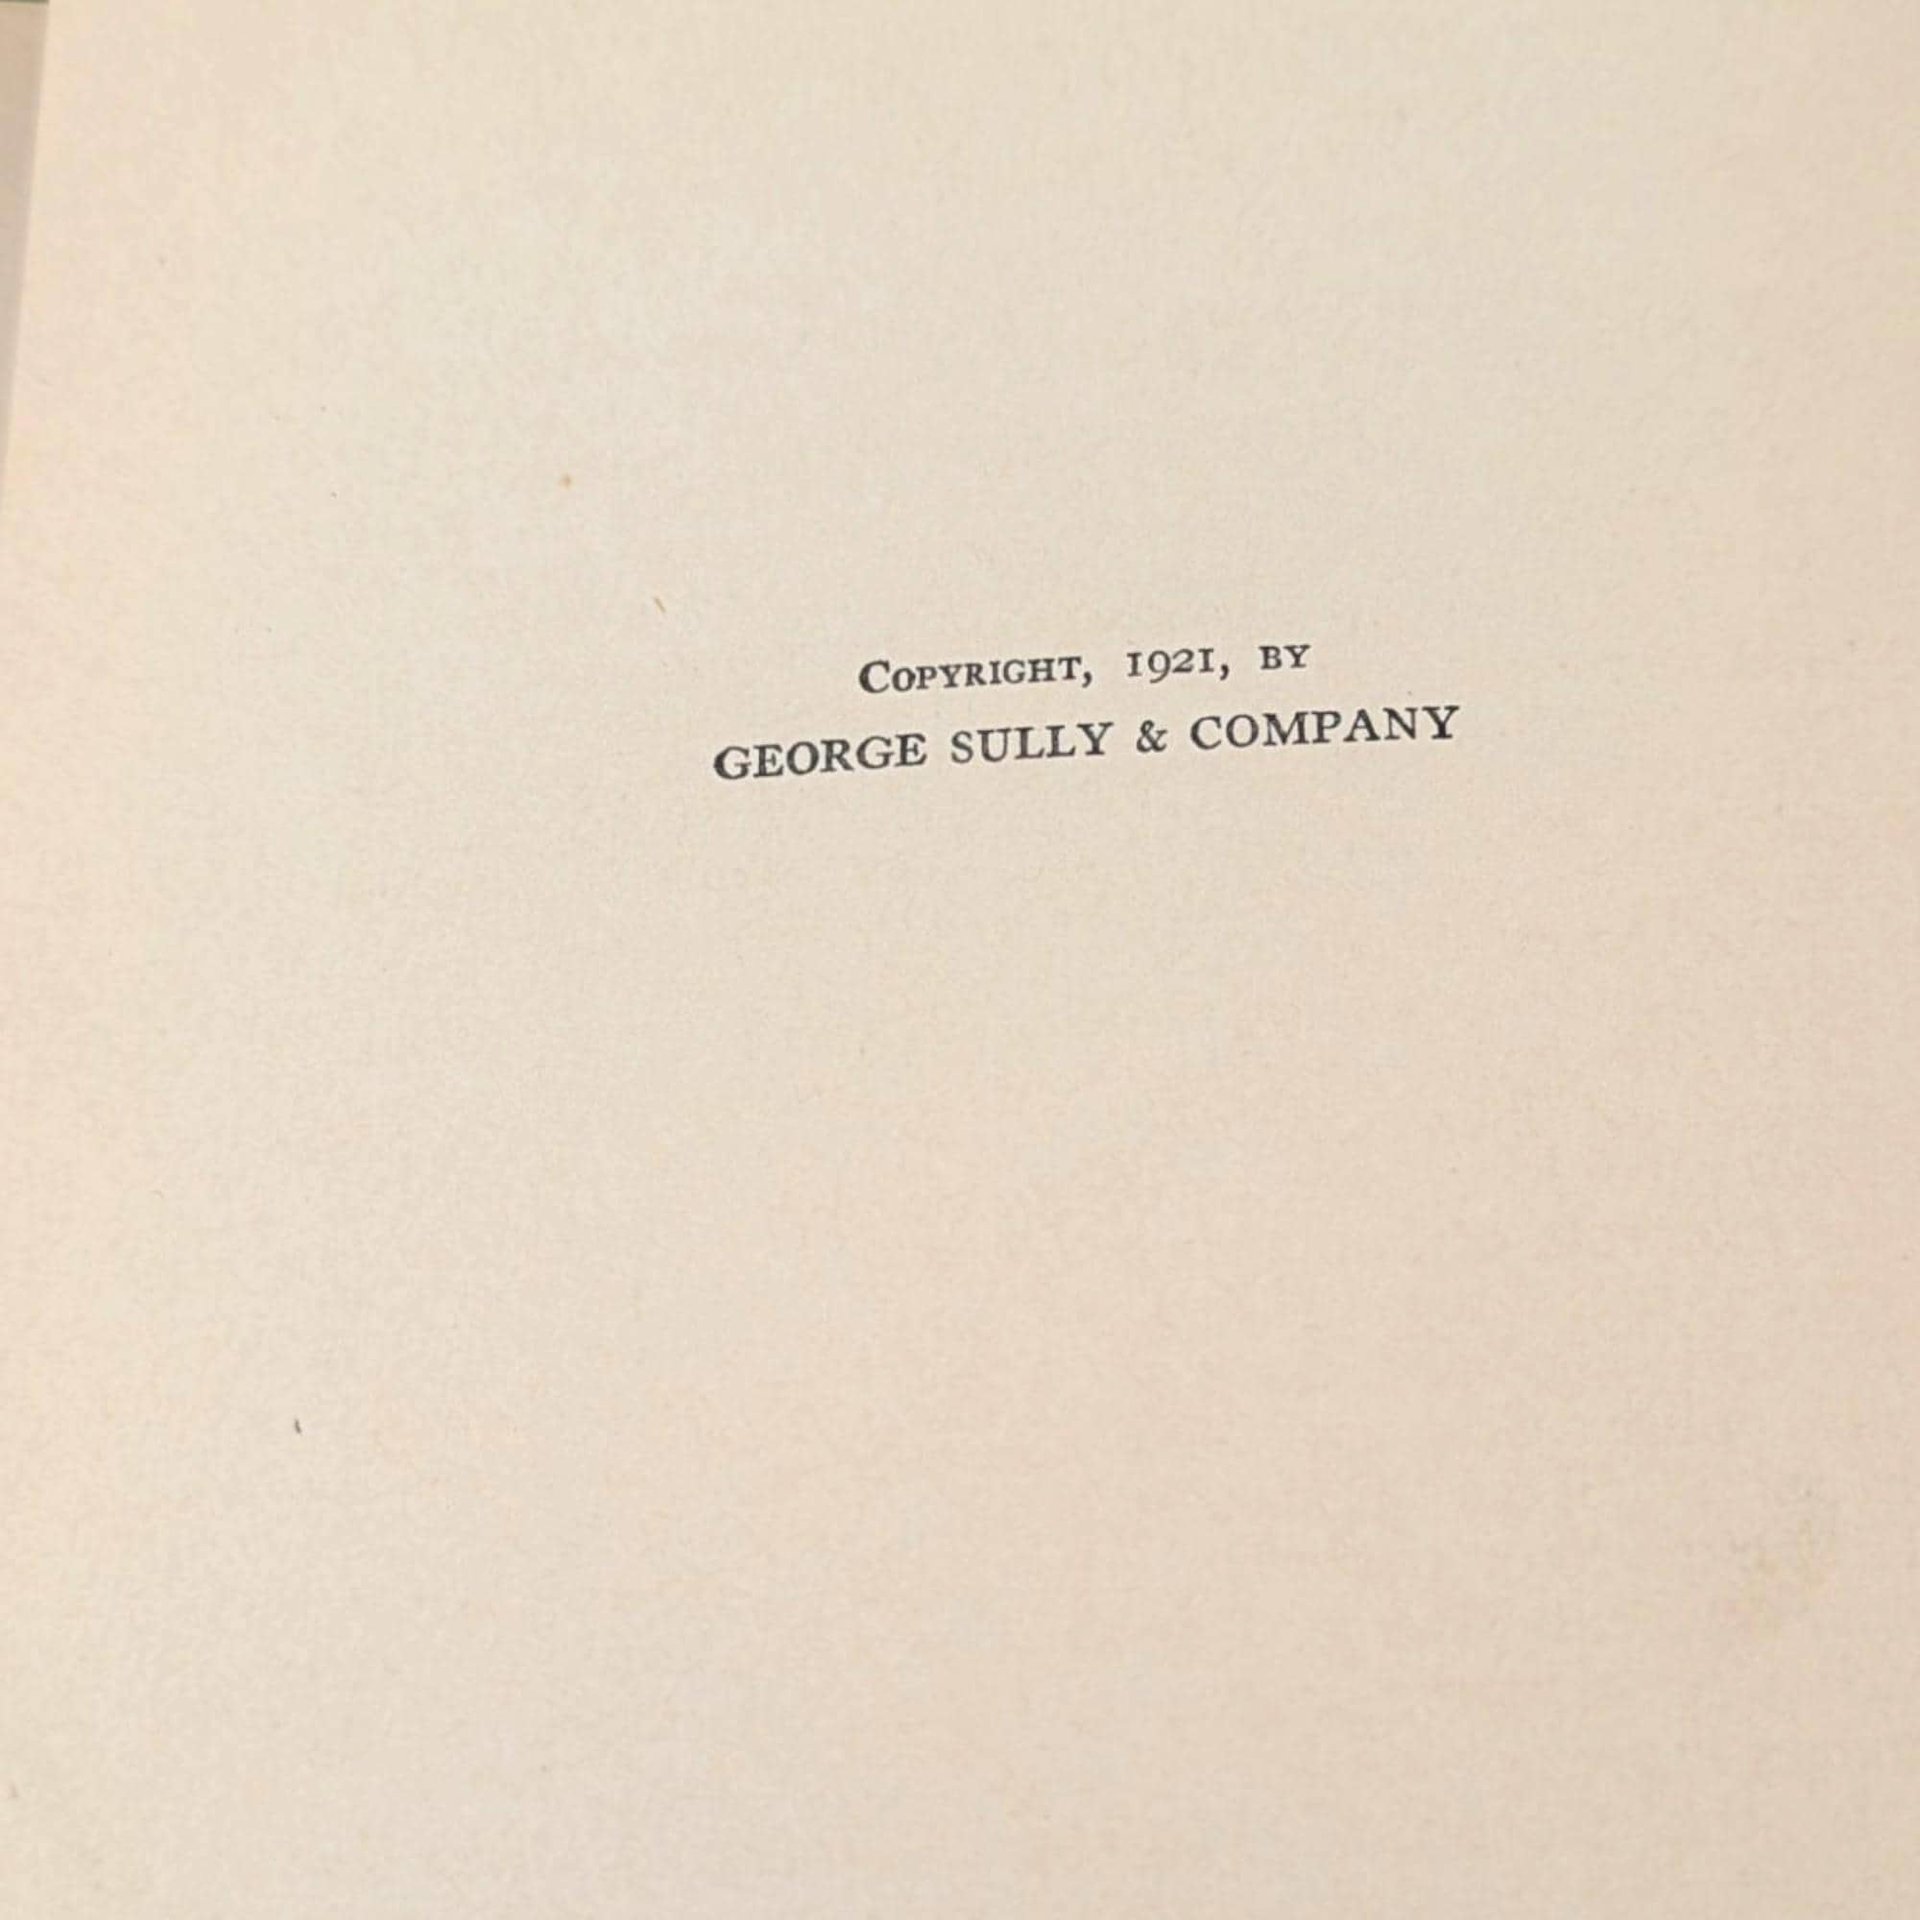 Copyright, 1921, by
GEORGE SULLY & COMPANY